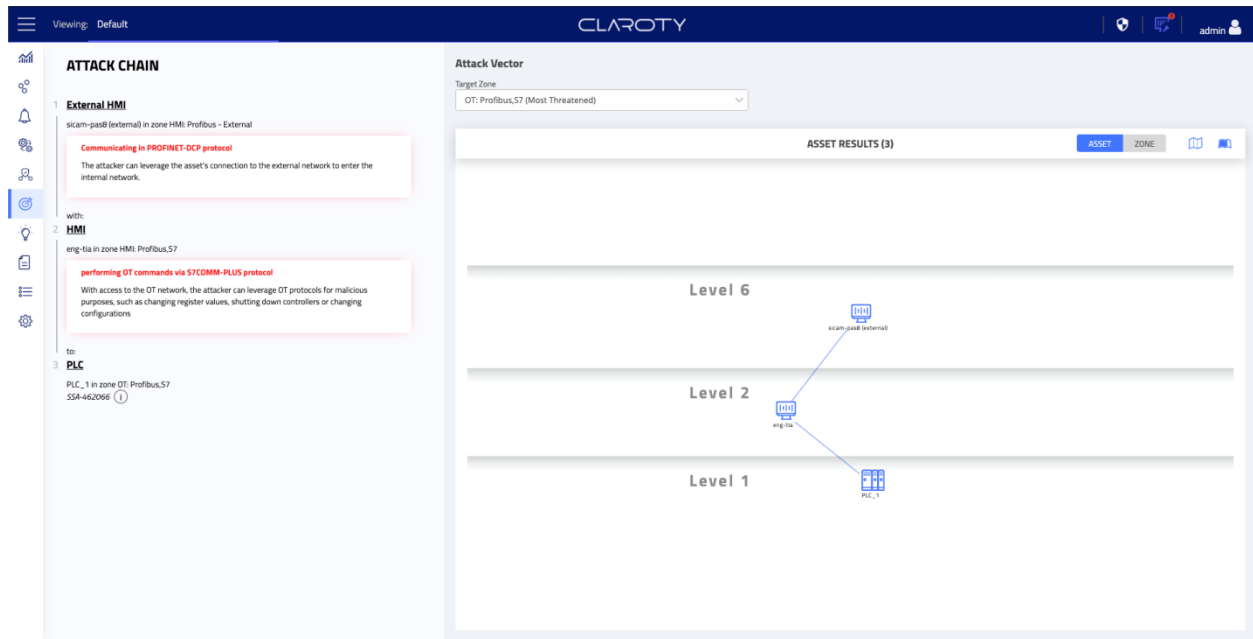 Viewing: Default
CLAROTY
admin
ATTACK CHAIN
1 External HMI
sicam-pas8 (external) in zone HMI: Profibus - External
Communicating in PROFINET-DCP protocol
The attacker can leverage the asset's connection to the external network to enter the
internal network.
with:
2 HMI
eng-tia in zone HMI: Profibus,S7
performing OT commands via S7COMM-PLUS protocol
With access to the OT network, the attacker can leverage OT protocols for malicious
purposes, such as changing register values, shutting down controllers or changing
configurations
to:
3 PLC
PLC_1 in zone OT: Profibus,S7
SSA-462066
Attack Vector
Target Zone
OT: Profibus,S7 (Most Threatened)
ASSET RESULTS (3)
ASSET
ZONE
Level 6
sicam-pas8 (external)
Level 2
eng-tia
Level 1
PLC_1